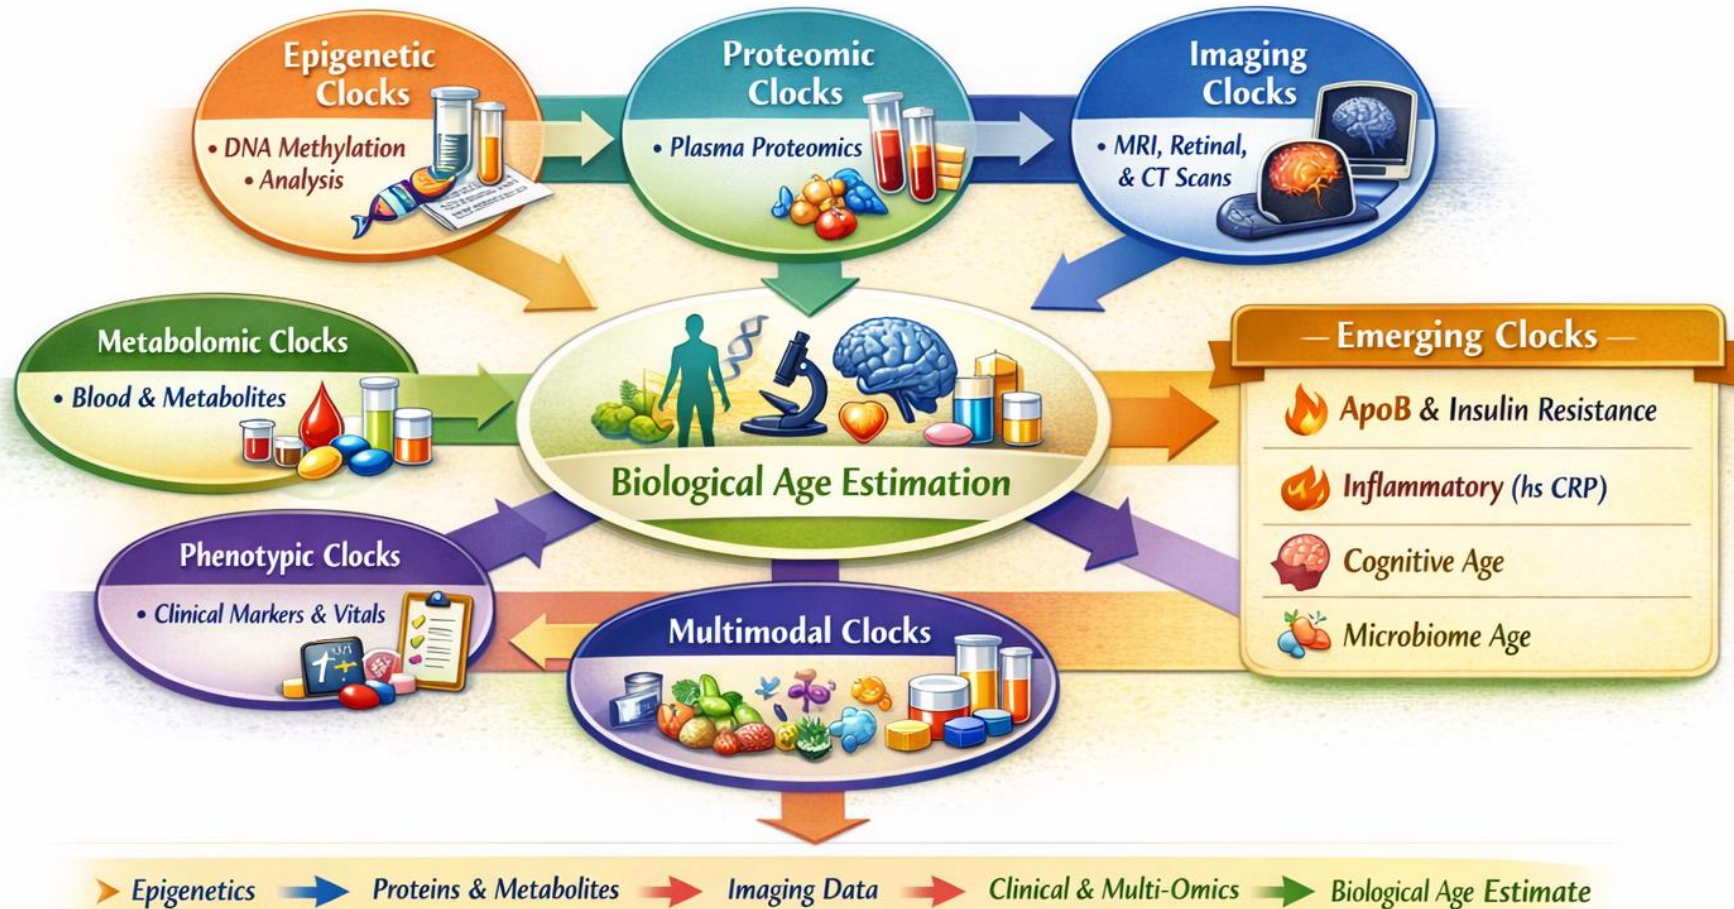 Epigenetic
Clocks
• DNA Methylation
• Analysis
Proteomic
Clocks
• Plasma Proteomics
Imaging
Clocks
• MRI, Retinal,
& CT Scans
Metabolomic Clocks
• Blood & Metabolites
Biological Age Estimation
Emerging Clocks
ApoB & Insulin Resistance
Inflammatory (hs CRP)
Cognitive Age
Microbiome Age
Phenotypic Clocks
• Clinical Markers & Vitals
Multimodal Clocks
Epigenetics Proteins & Metabolites Imaging Data Clinical & Multi-Omics Biological Age Estimate